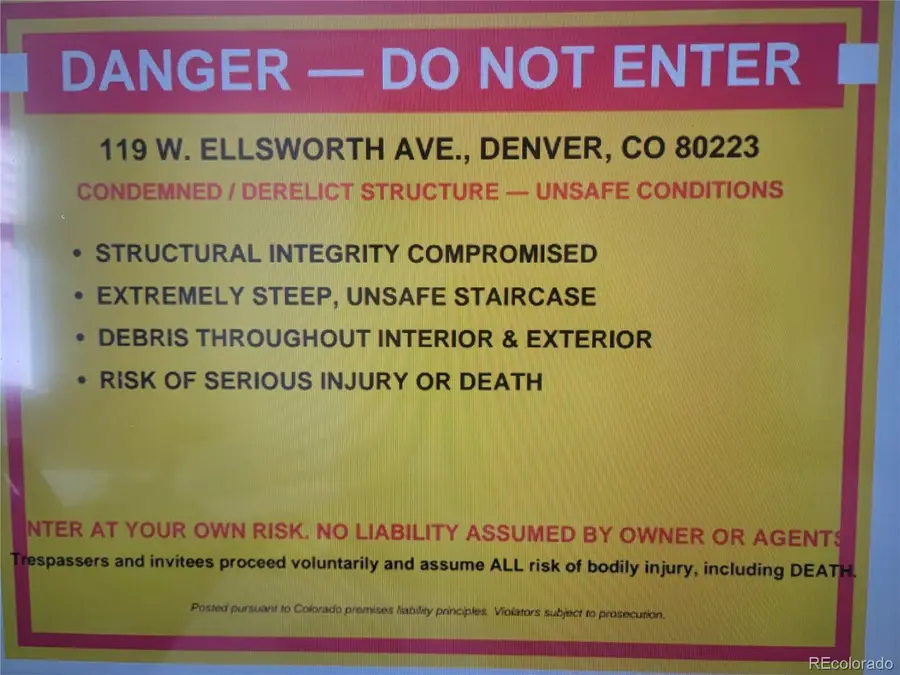 DANGER — DO NOT ENTER
119 W. ELLSWORTH AVE., DENVER, CO 80223
CONDEMNED / DERELICT STRUCTURE — UNSAFE CONDITIONS
• STRUCTURAL INTEGRITY COMPROMISED
• EXTREMELY STEEP, UNSAFE STAIRCASE
• DEBRIS THROUGHOUT INTERIOR & EXTERIOR
• RISK OF SERIOUS INJURY OR DEATH
NTER AT YOUR OWN RISK. NO LIABILITY ASSUMED BY OWNER OR AGENTS
Trespassers and invitees proceed voluntarily and assume ALL risk of bodily injury, including DEATH.
Posted pursuant to Colorado premises liability principles. Violators subject to prosecution.
REcolorado